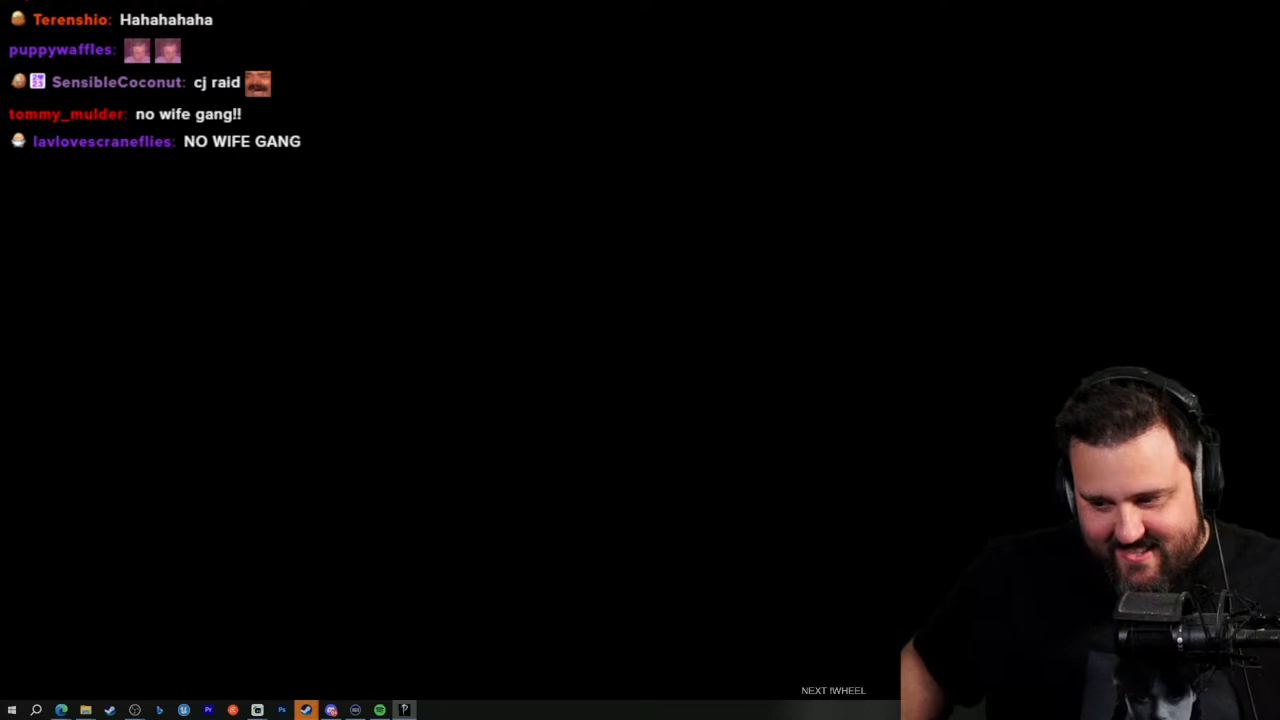 Terenshio: Hahahahaha
puppywaffles:
SensibleCoconut: cj raid
tommy_mulder: no wife gang!!
lavlovescraneflies: NO WIFE GANG
NEXT !WHEEL